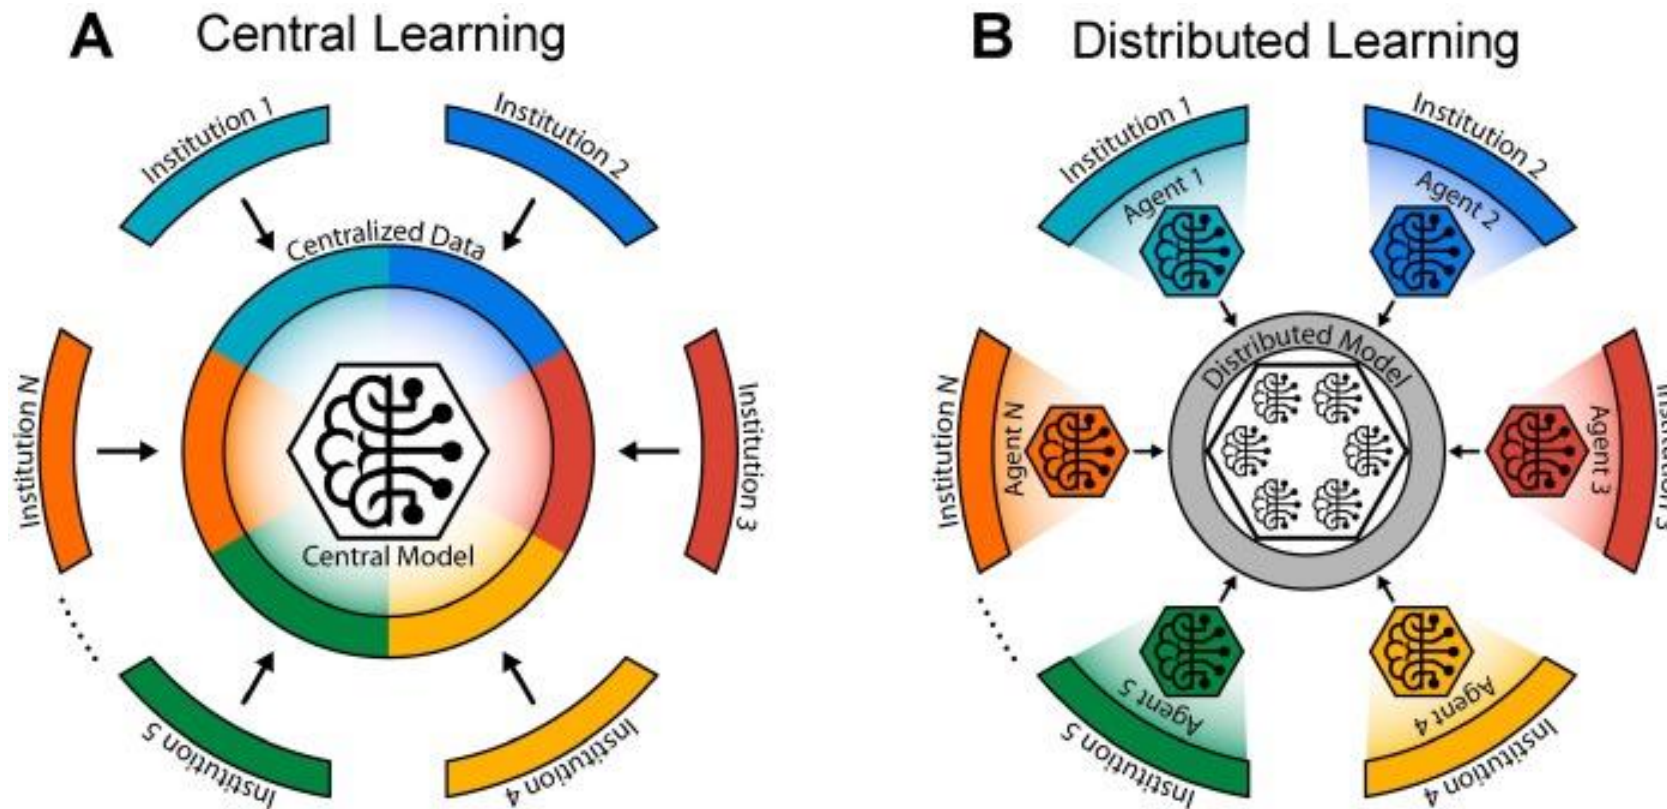 A Central Learning
Institution 1
Institution 2
Centralized Data
Institution N
Institution 3
Central Model
Institution 5
Institution 4
B Distributed Learning
Institution 1
Institution 2
Agent 1
Agent 2
Distributed Model
Institution N
Agent N
Agent 3
Institution 3
Agent 5
Agent 4
Institution 5
Institution 4